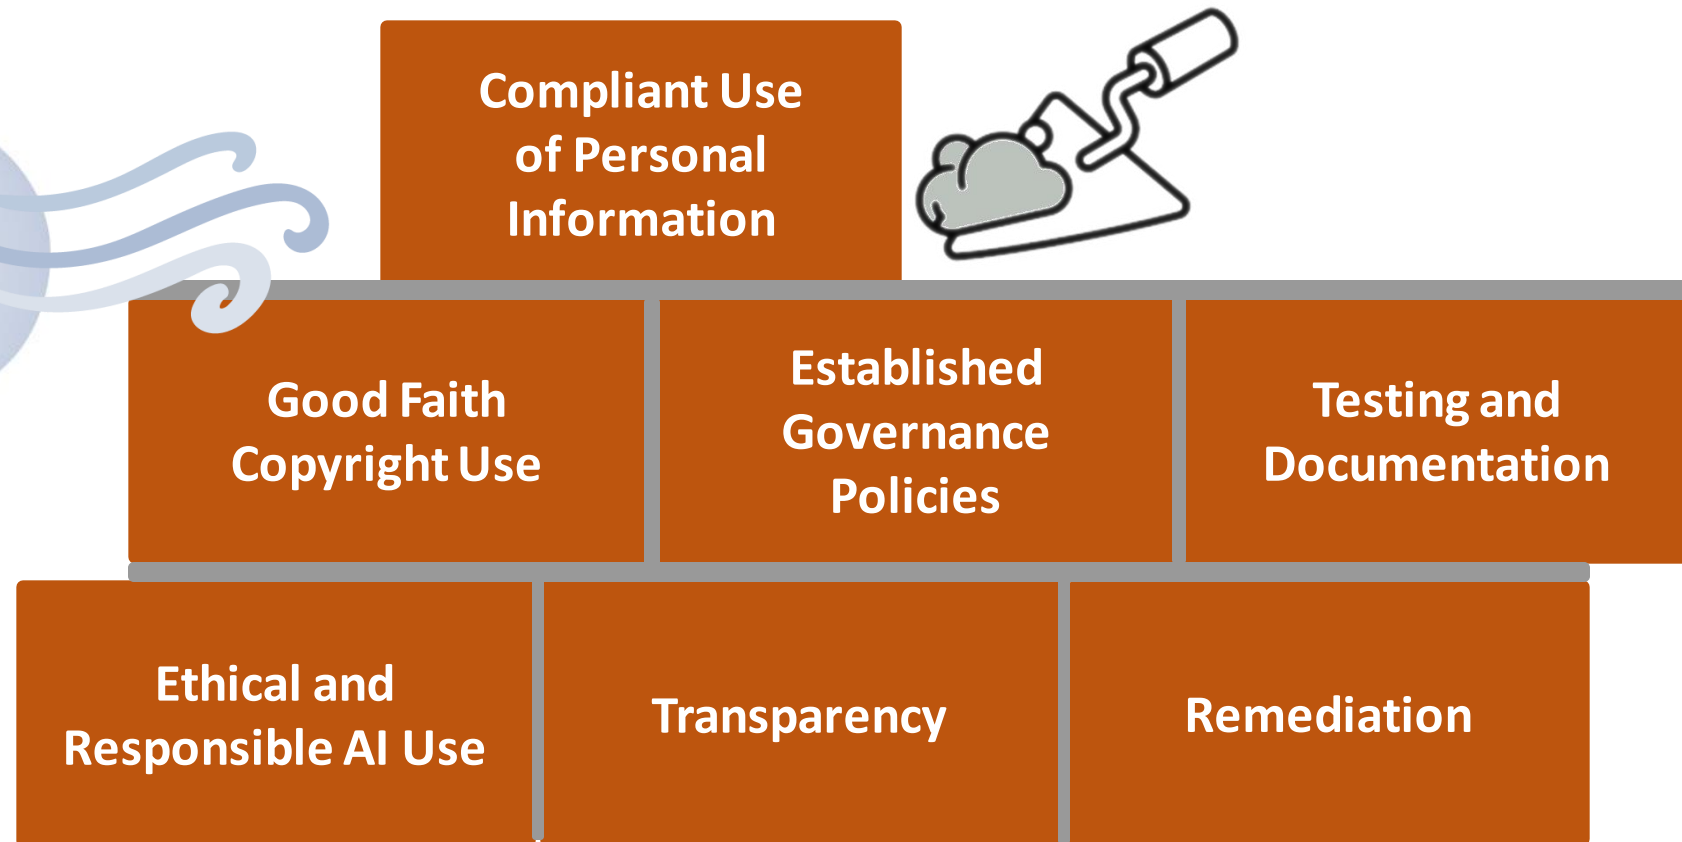 Compliant Use
of Personal
Information
Good Faith
Copyright Use
Established
Governance
Policies
Testing and
Documentation
Ethical and
Responsible AI Use
Transparency
Remediation